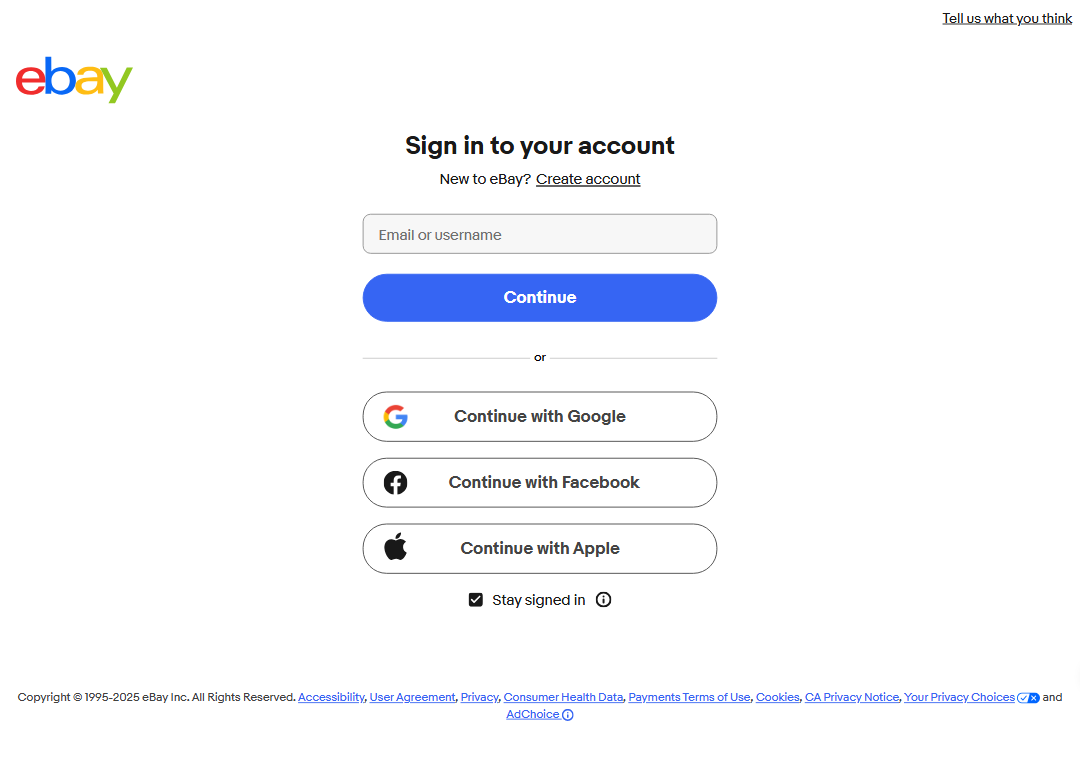 Tell us what you think
ebay
Sign in to your account
New to eBay? Create account
Email or username
Continue
or
Continue with Google
Continue with Facebook
Continue with Apple
Stay signed in
Copyright © 1995-2025 eBay Inc. All Rights Reserved. Accessibility, User Agreement, Privacy, Consumer Health Data, Payments Terms of Use, Cookies, CA Privacy Notice, Your Privacy Choices and
AdChoice